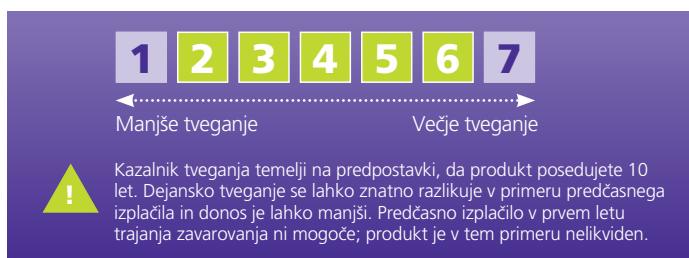 1 2 3 4 5 6 7
Manjše tveganje Večje tveganje
! Kazalnik tveganja temelji na predpostavki, da produkt posedujete 10
let. Dejansko tveganje se lahko znatno razlikuje v primeru predčasnega
izplačila in donos je lahko manjši. Predčasno izplačilo v prvem letu
trajanja zavarovanja ni mogoče; produkt je v tem primeru nelikviden.